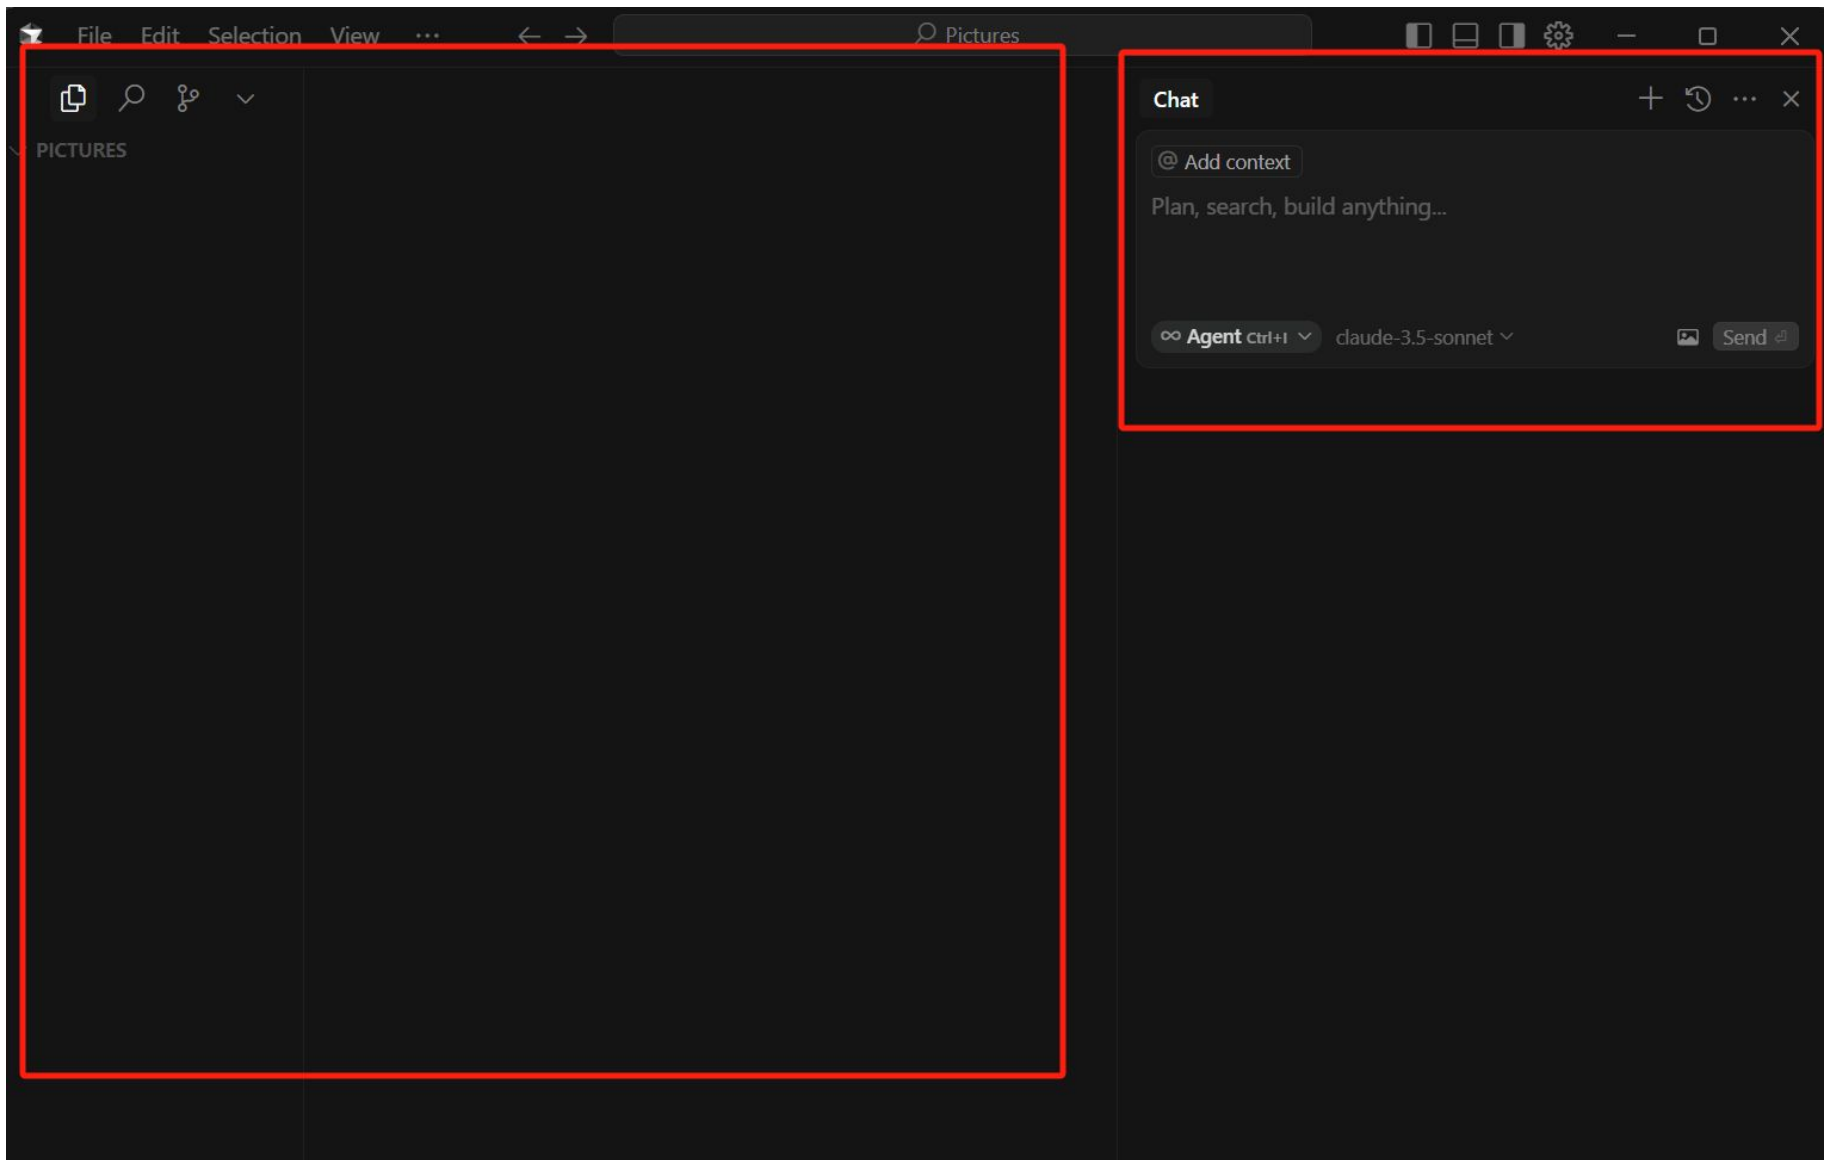 File Edit Selection View ··· ← → Pictures
PICTURES
Chat
@ Add context
Plan, search, build anything...
∞ Agent Ctrl+I claude-3.5-sonnet Send ⏎